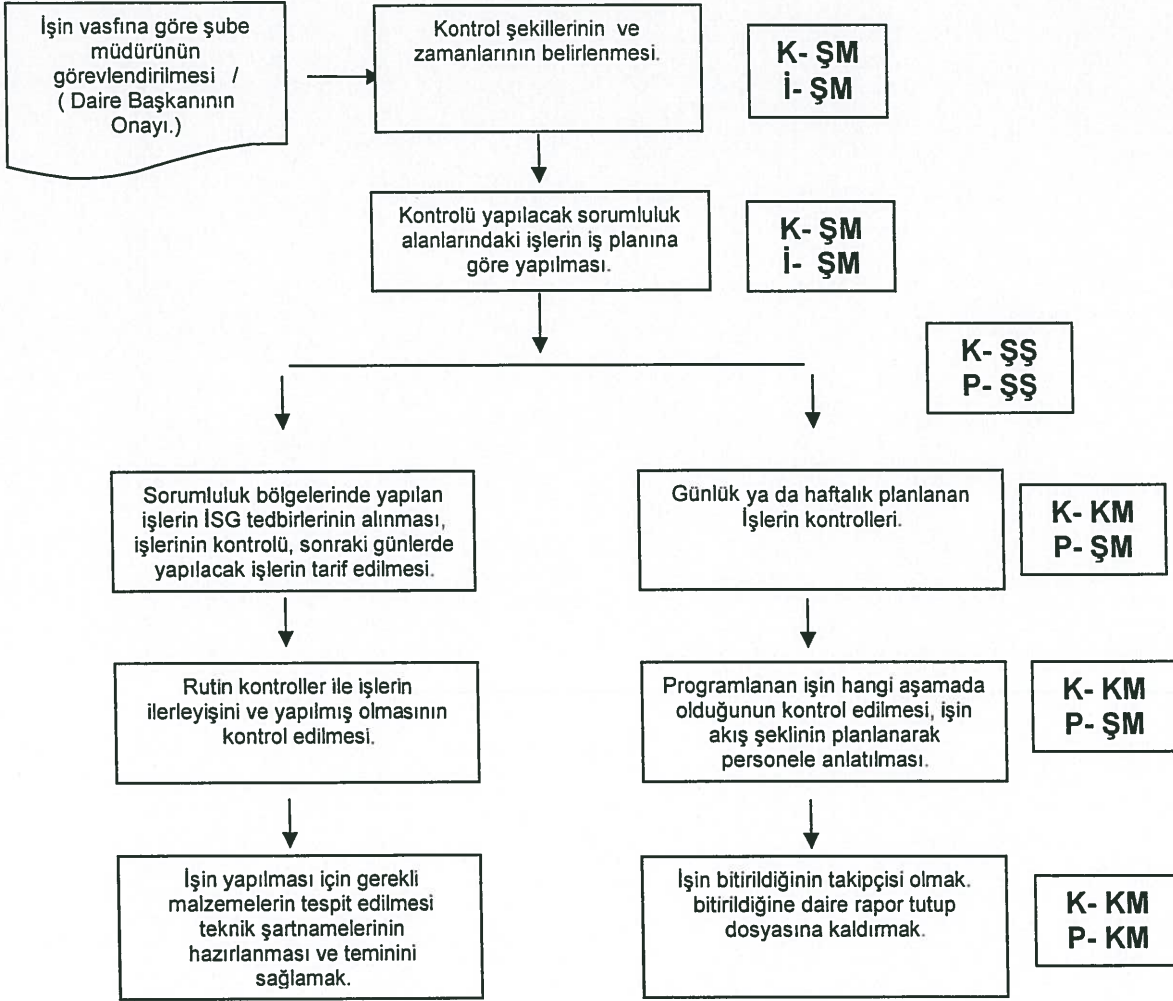 İşin vasfına göre şube
müdürünün
görevlendirilmesi /
( Daire Başkanının
Onayı.)
Kontrol şekillerinin ve
zamanlarının belirlenmesi.
K- ŞM
İ- ŞM
Kontrolü yapılacak sorumluluk
alanlarındaki işlerin iş planına
göre yapılması.
K- ŞM
İ- ŞM
K- ŞŞ
P- ŞŞ
Sorumluluk bölgelerinde yapılan
işlerin İSG tedbirlerinin alınması,
işlerinin kontrolü, sonraki günlerde
yapılacak işlerin tarif edilmesi.
Günlük ya da haftalık planlanan
İşlerin kontrolleri.
K- KM
P- ŞM
Rutin kontroller ile işlerin
ilerleyişini ve yapılmış olmasının
kontrol edilmesi.
Programlanan işin hangi aşamada
olduğunun kontrol edilmesi, işin
akış şeklinin planlanarak
personele anlatılması.
K- KM
P- ŞM
İşin yapılması için gerekli
malzemelerin tespit edilmesi
teknik şartnamelerinin
hazırlanması ve teminini
sağlamak.
İşin bitirildiğinin takipçisi olmak.
bitirildiğine daire rapor tutup
dosyasına kaldırmak.
K- KM
P- KM